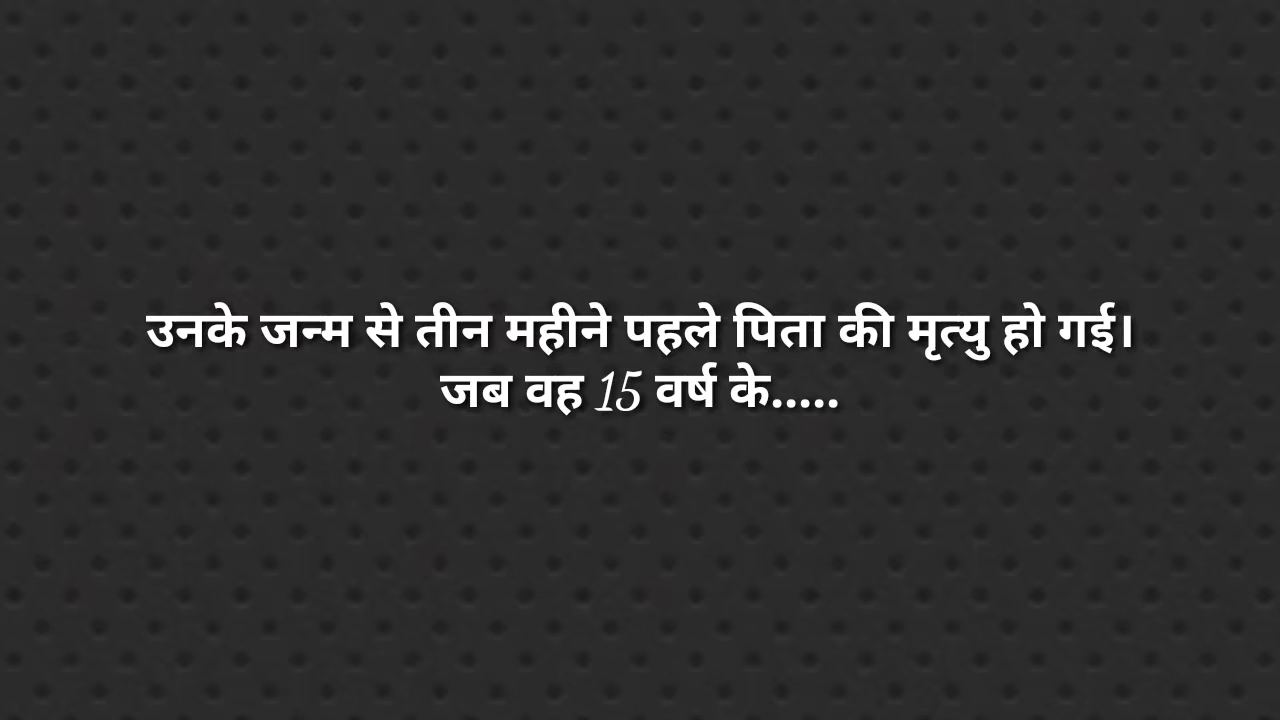 उनके जन्म से तीन महीने पहले पिता की मृत्यु हो गई।
जब वह 15 वर्ष के.....